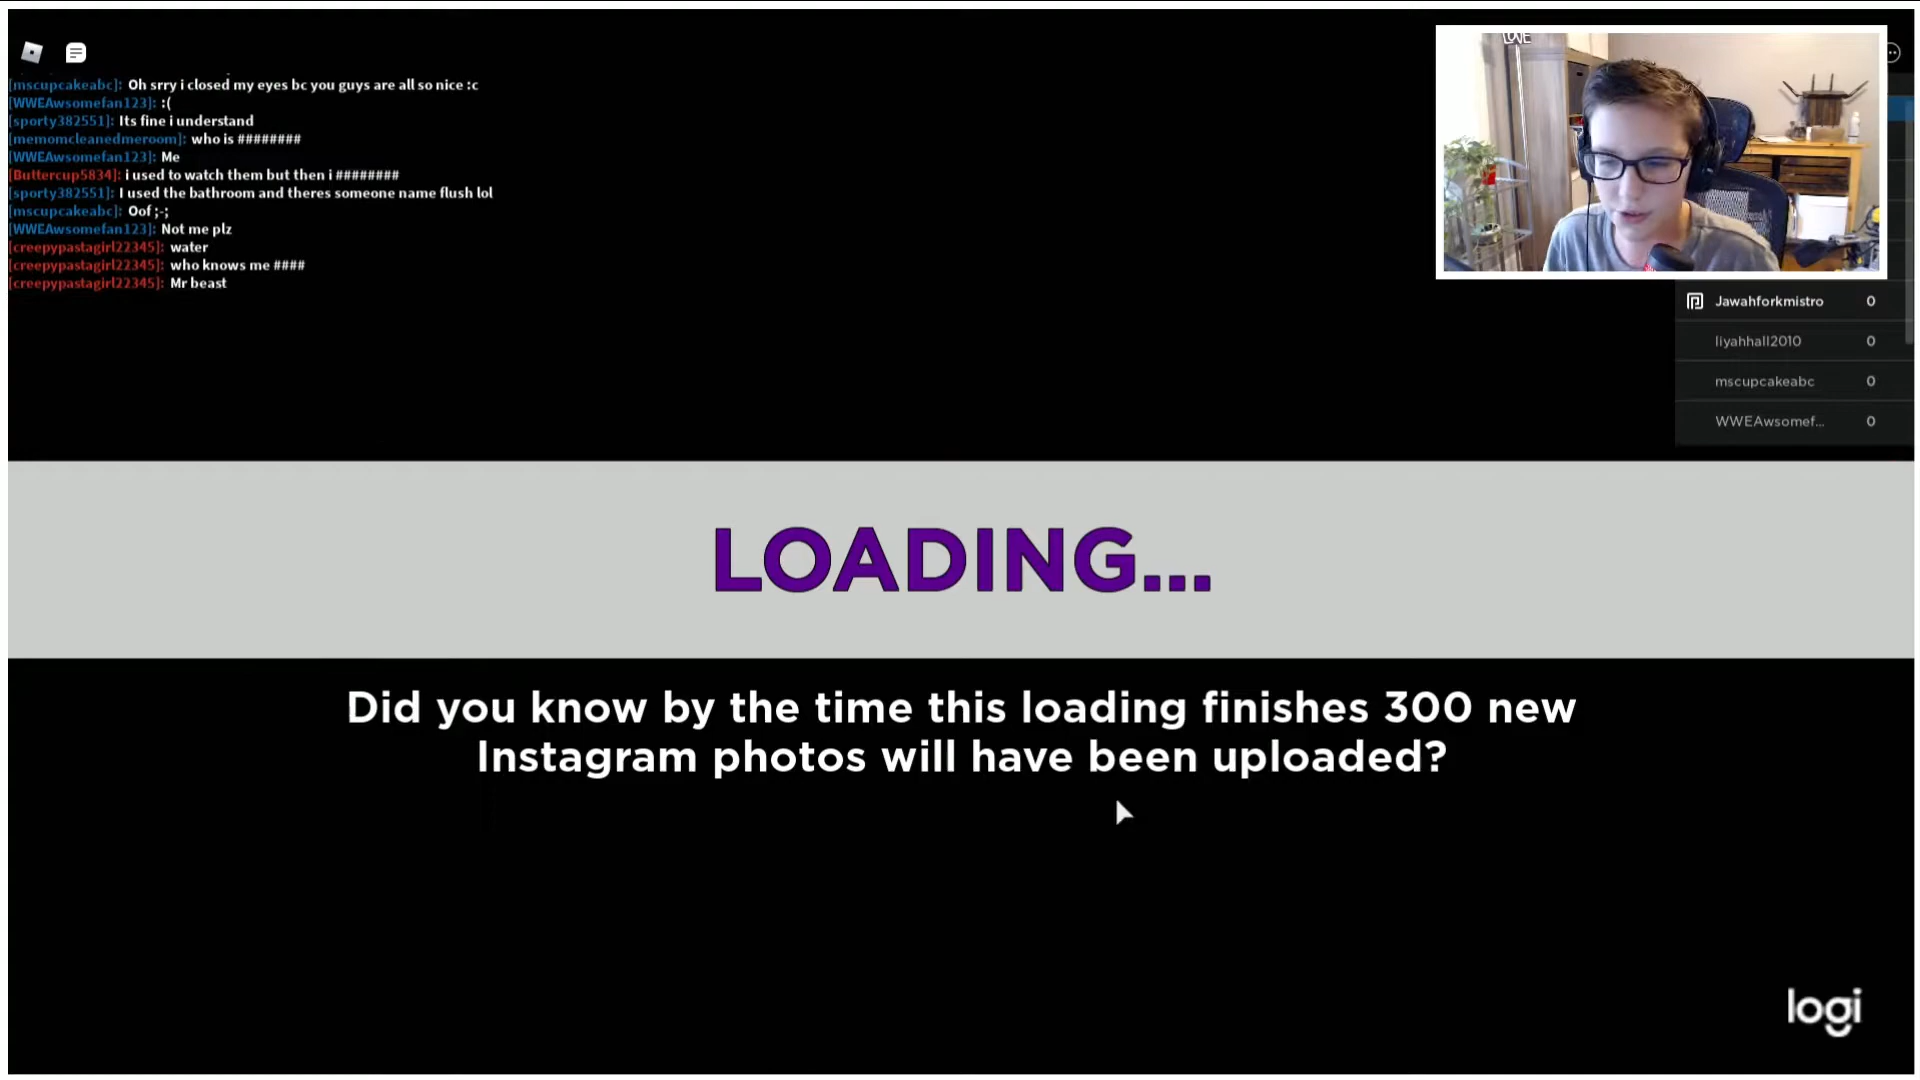 [mscupcakeabc]: Oh srry i closed my eyes bc you guys are all so nice :c
[WWEAwsomefan123]: :(
[sporty382551]: Its fine i understand
[memomcleanedmeroom]: who is ########
[WWEAwsomefan123]: Me
[Buttercup5834]: i used to watch them but then i ########
[sporty382551]: I used the bathroom and theres someone name flush lol
[mscupcakeabc]: Oof ;-;
[WWEAwsomefan123]: Not me plz
[creepypastagirl22345]: water
[creepypastagirl22345]: who knows me ####
[creepypastagirl22345]: Mr beast
LOVE
Jawahforkmistro 0
liyahhall2010 0
mscupcakeabc 0
WWEAwsomef... 0
LOADING...
Did you know by the time this loading finishes 300 new
Instagram photos will have been uploaded?
logi